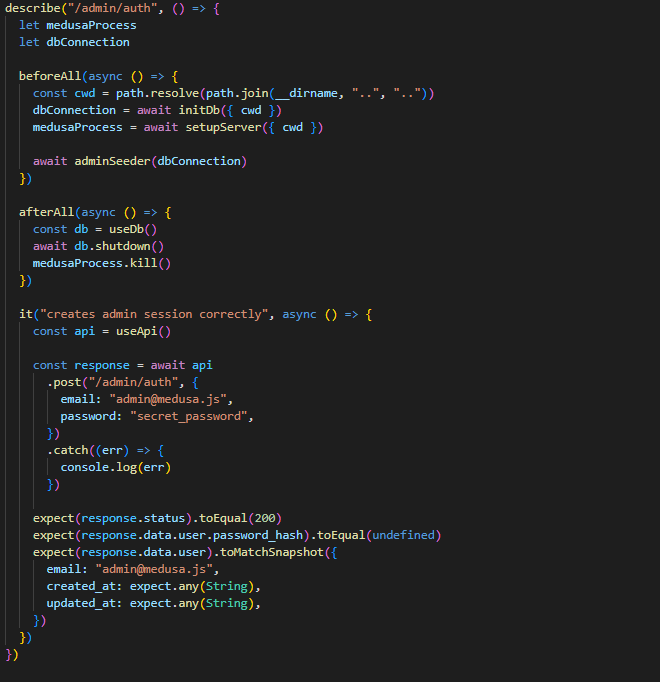 describe("/admin/auth", () => {
  let medusaProcess
  let dbConnection

  beforeAll(async () => {
    const cwd = path.resolve(path.join(__dirname, "..", ".."))
    dbConnection = await initDb({ cwd })
    medusaProcess = await setupServer({ cwd })

    await adminSeeder(dbConnection)
  })

  afterAll(async () => {
    const db = useDb()
    await db.shutdown()
    medusaProcess.kill()
  })

  it("creates admin session correctly", async () => {
    const api = useApi()

    const response = await api
      .post("/admin/auth", {
        email: "admin@medusa.js",
        password: "secret_password",
      })
      .catch((err) => {
        console.log(err)
      })

    expect(response.status).toEqual(200)
    expect(response.data.user.password_hash).toEqual(undefined)
    expect(response.data.user).toMatchSnapshot({
      email: "admin@medusa.js",
      created_at: expect.any(String),
      updated_at: expect.any(String),
    })
  })
})